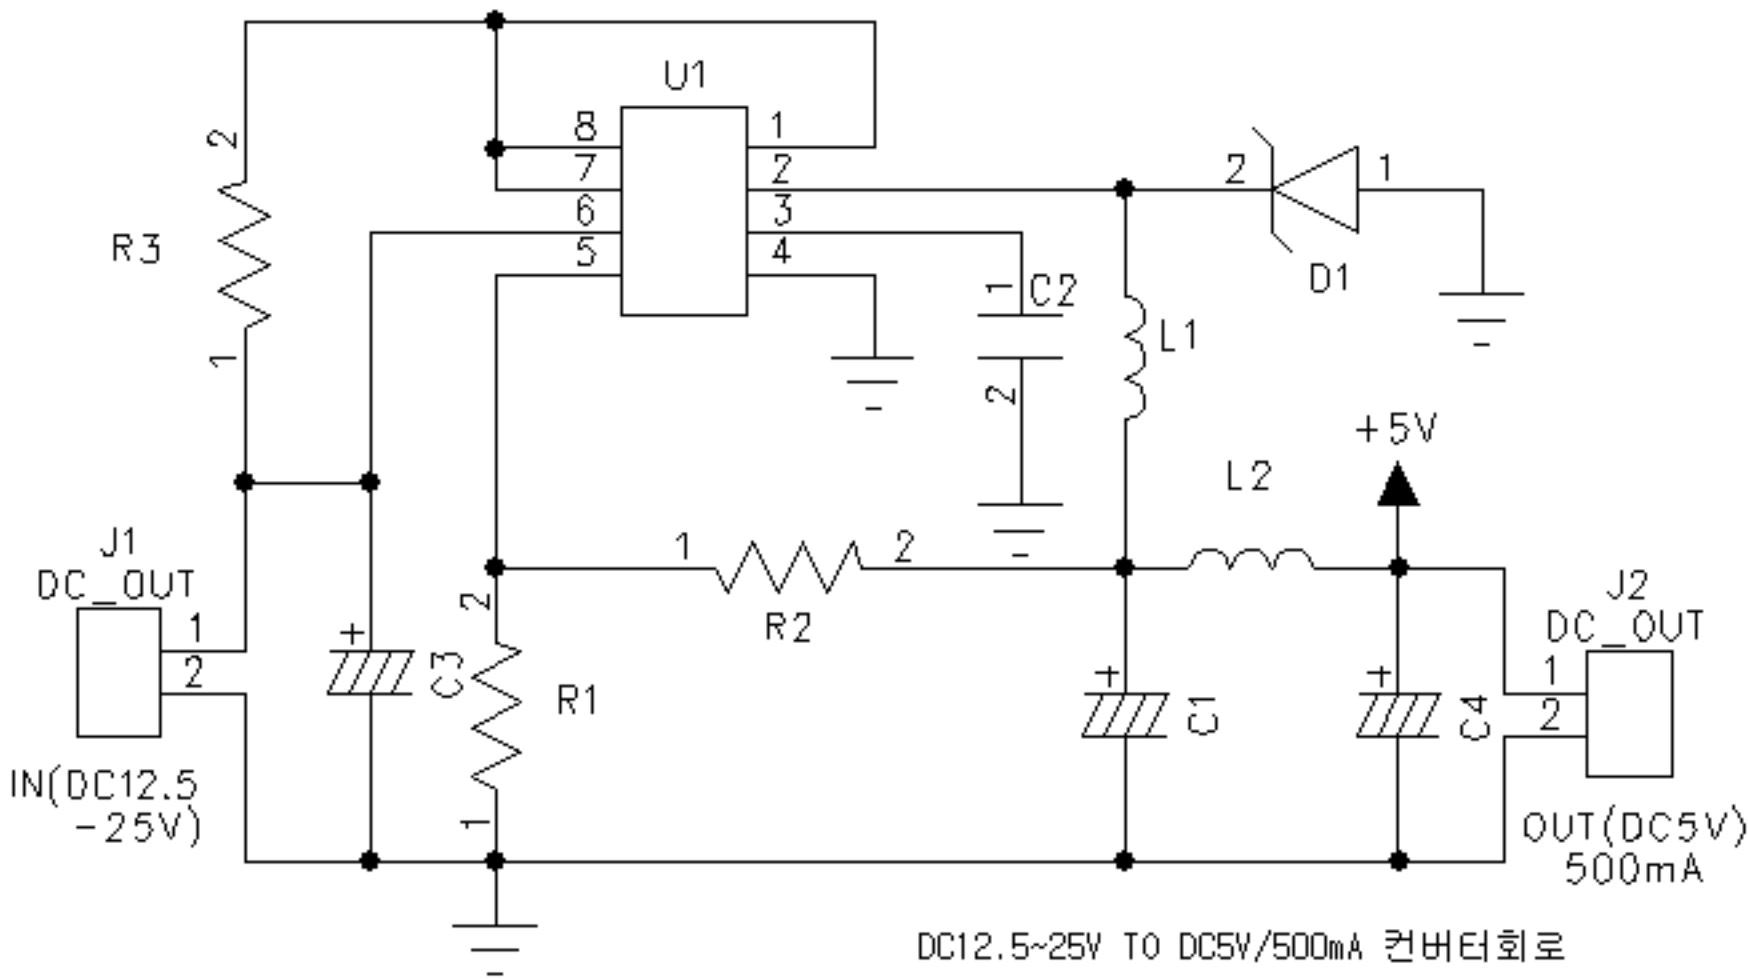 U1
8
1
7
2
2
2
1
6
3
R3
5
4
D1
1
C2
L1
1
2
+5V
L2
J1
1
2
DC_OUT
2
J2
1
R2
DC_OUT
2
+
C3
+
+
1
R1
C1
C4
2
IN(DC12.5
-25V)
1
OUT(DC5V)
500mA
DC12.5~25V TO DC5V/500mA 컨버터회로